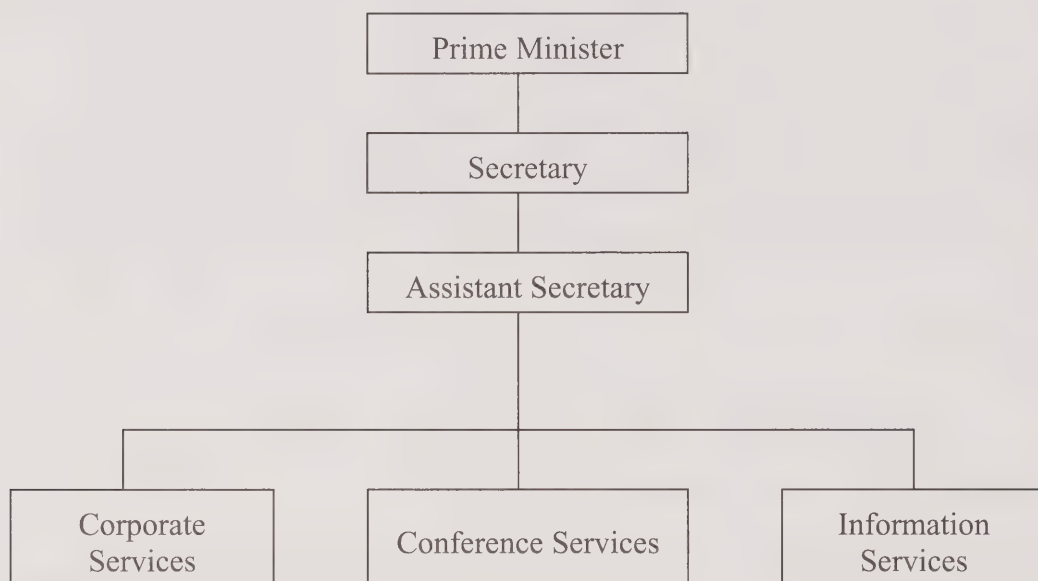 Prime Minister
Secretary
Assistant Secretary
Corporate
Services
Conference Services
Information
Services